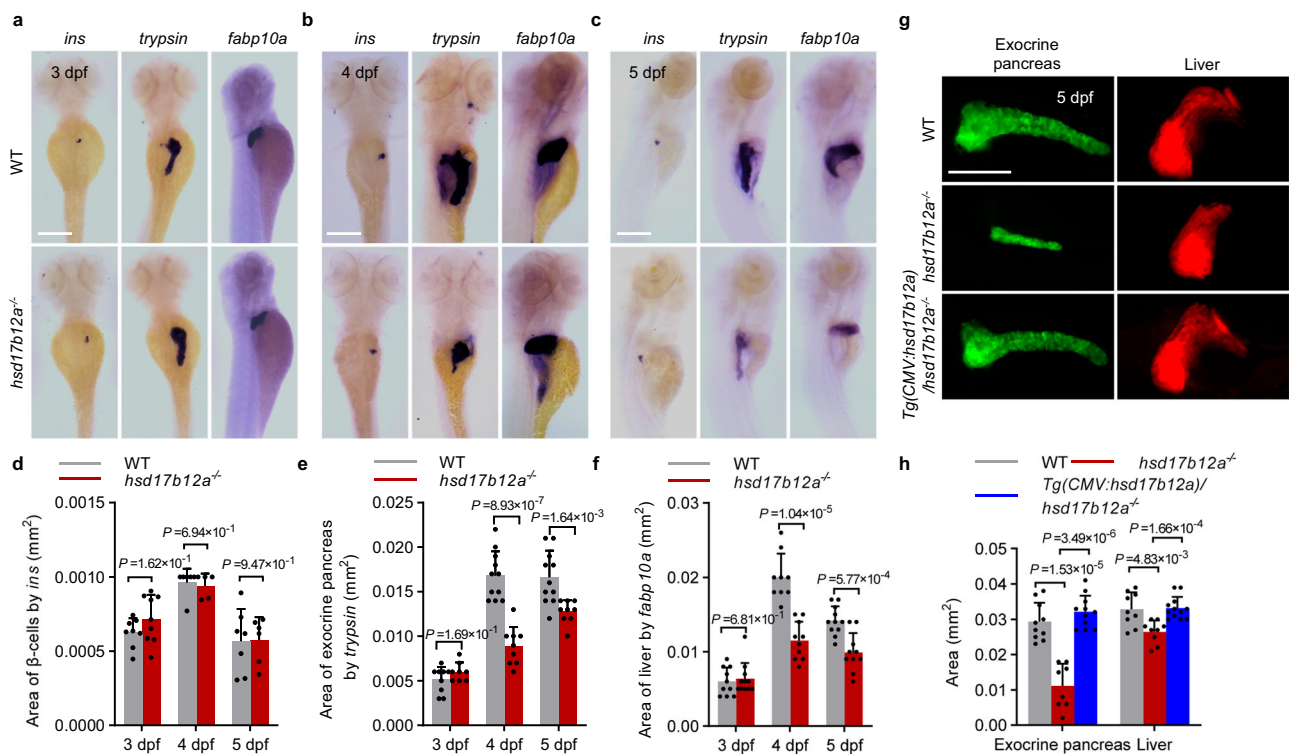 a
ins
trypsin
fabp10a
3 dpf
WT
hsd17b12a-/-
b
ins
trypsin
fabp10a
4 dpf
c
ins
trypsin
fabp10a
5 dpf
g
Exocrine
pancreas
Liver
5 dpf
WT
hsd17b12a-/-
Tg(CMV:hsd17b12a)
/hsd17b12a-/-
d
WT
hsd17b12a-/-
Area of β-cells by ins (mm2)
0.0015
0.0010
0.0005
0.0000
P=1.62×10-1
P=6.94×10-1
P=9.47×10-1
3 dpf
4 dpf
5 dpf
e
WT
hsd17b12a-/-
Area of exocrine pancreas
by trypsin (mm2)
0.025
0.020
0.015
0.010
0.005
0.000
P=1.69×10-1
P=8.93×10-7
P=1.64×10-3
3 dpf
4 dpf
5 dpf
f
WT
hsd17b12a-/-
Area of liver by fabp10a (mm2)
0.03
0.02
0.01
0.00
P=6.81×10-1
P=1.04×10-5
P=5.77×10-4
3 dpf
4 dpf
5 dpf
h
WT
hsd17b12a-/-
Tg(CMV:hsd17b12a)/
hsd17b12a-/-
Area (mm2)
0.05
0.04
0.03
0.02
0.01
0.00
P=1.53×10-5
P=3.49×10-6
P=4.83×10-3
P=1.66×10-4
Exocrine pancreas
Liver